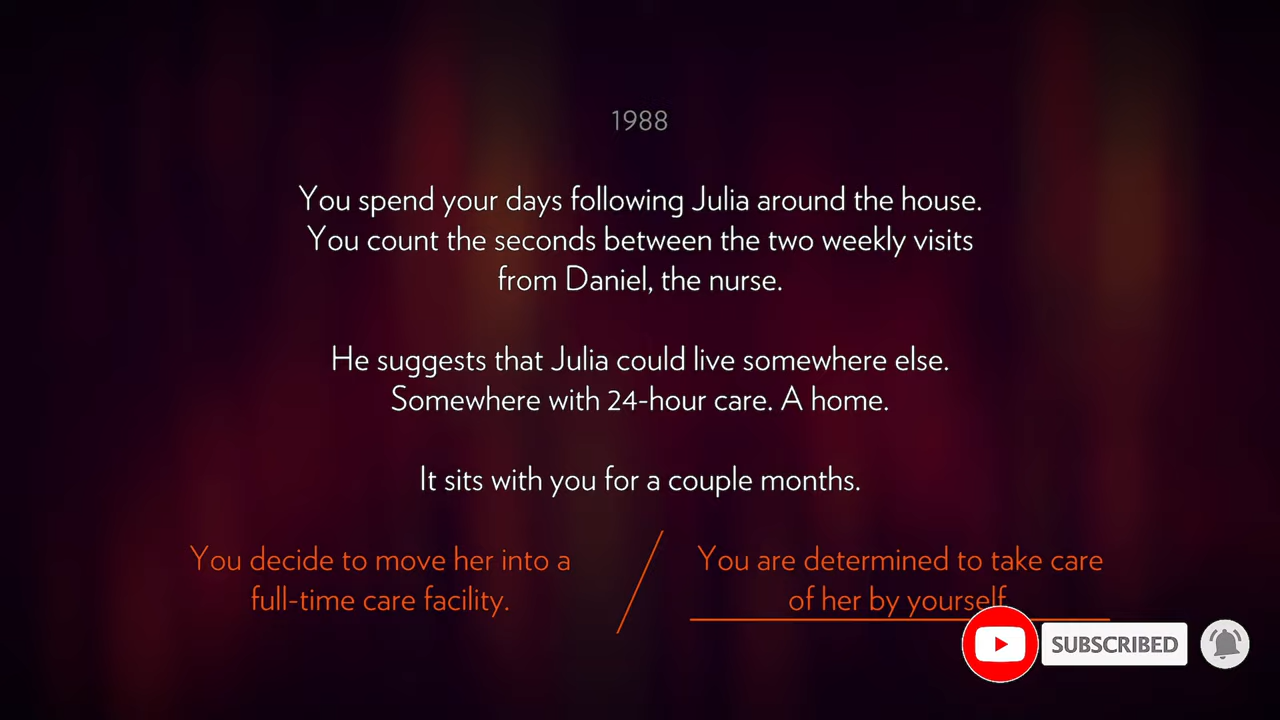 1988
You spend your days following Julia around the house.
You count the seconds between the two weekly visits
from Daniel, the nurse.
He suggests that Julia could live somewhere else.
Somewhere with 24-hour care. A home.
It sits with you for a couple months.
You decide to move her into a
full-time care facility.
You are determined to take care
of her by yourself
SUBSCRIBED